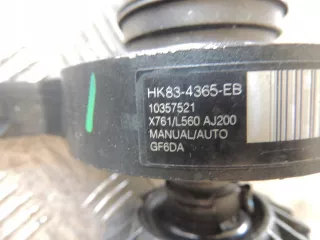 HK83-4365-EB
10357521
X761/L560 AJ200
MANUAL/AUTO
GF6DA